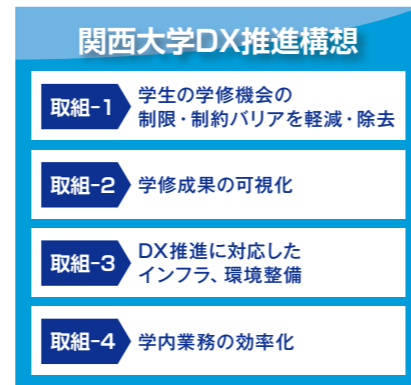 関西大学DX推進構想
取組-1
学生の学修機会の
制限・制約バリアを軽減・除去
取組-2
学修成果の可視化
取組-3
DX推進に対応した
インフラ、環境整備
取組-4
学内業務の効率化